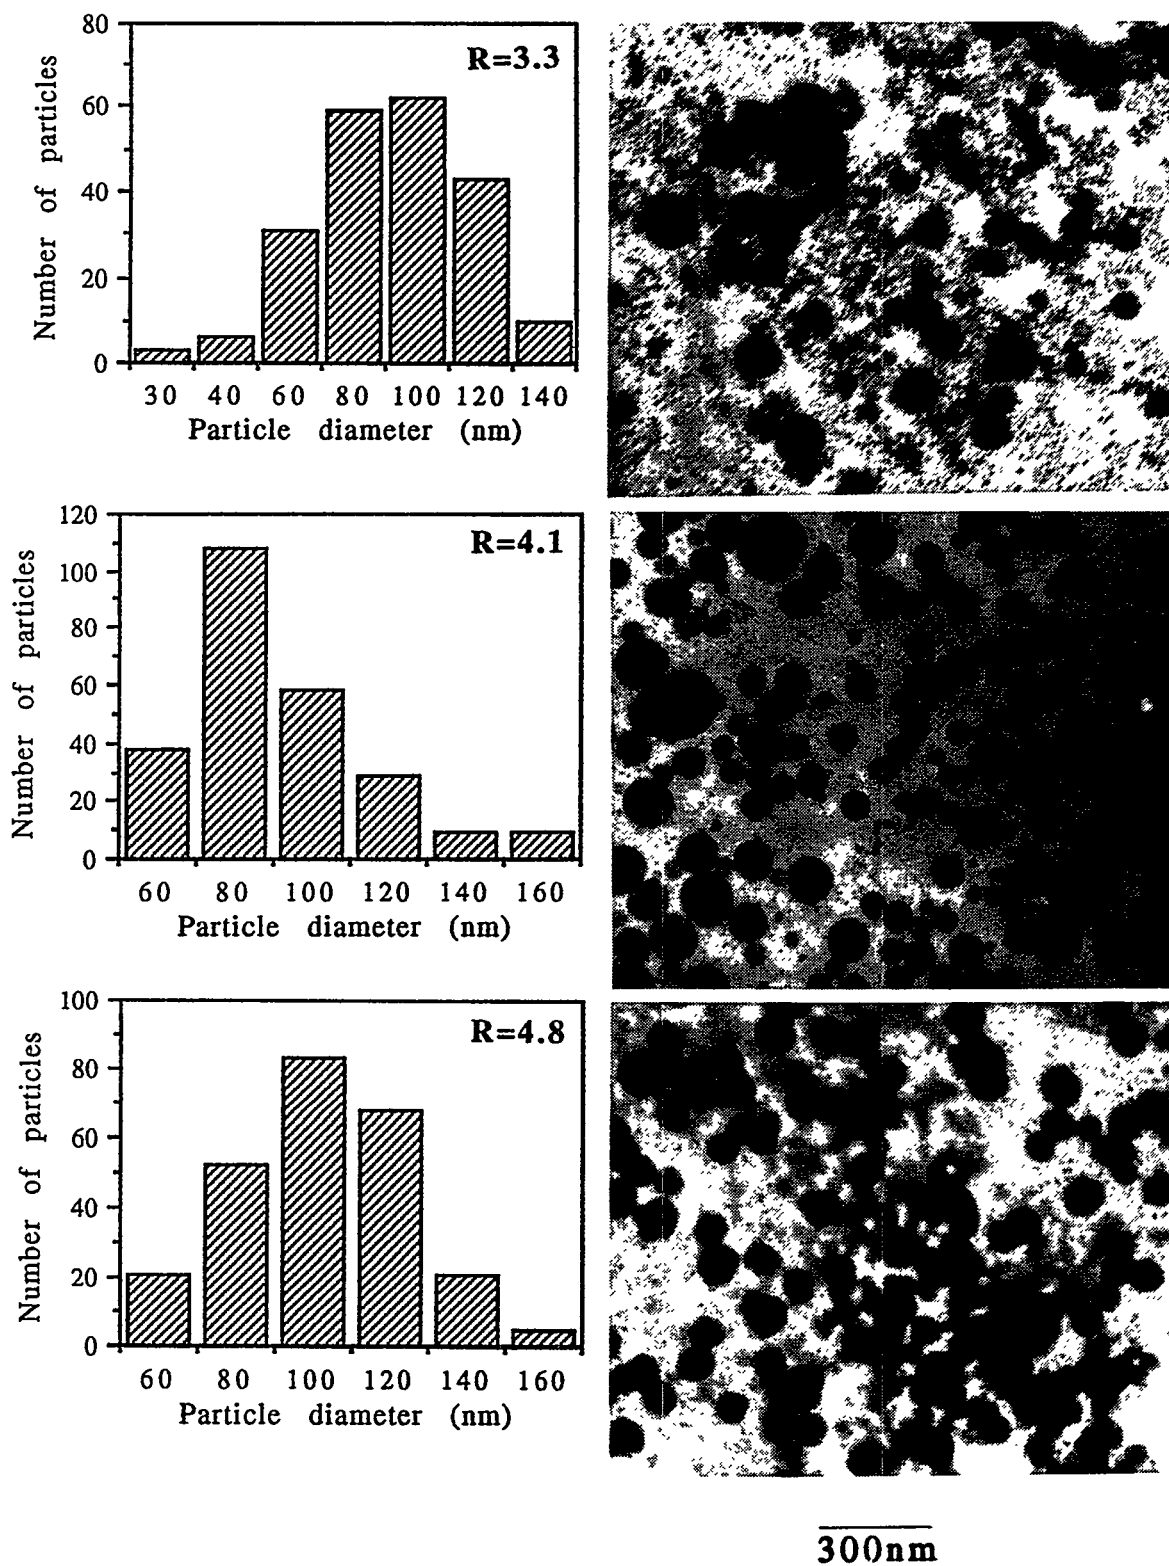 80
60
40
20
0
Number of particles
R=3.3
30 40 60 80 100 120 140
Particle diameter (nm)
120
100
80
60
40
20
0
Number of particles
R=4.1
60 80 100 120 140 160
Particle diameter (nm)
100
80
60
40
20
0
Number of particles
R=4.8
60 80 100 120 140 160
Particle diameter (nm)
300nm